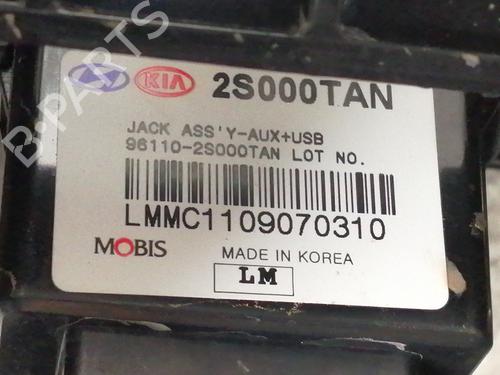 KIA 2S000TAN
JACK ASS'Y-AUX+USB
96110-2S000TAN LOT NO.
LMMC1109070310
MOBIS MADE IN KOREA
LM
B-PARTS